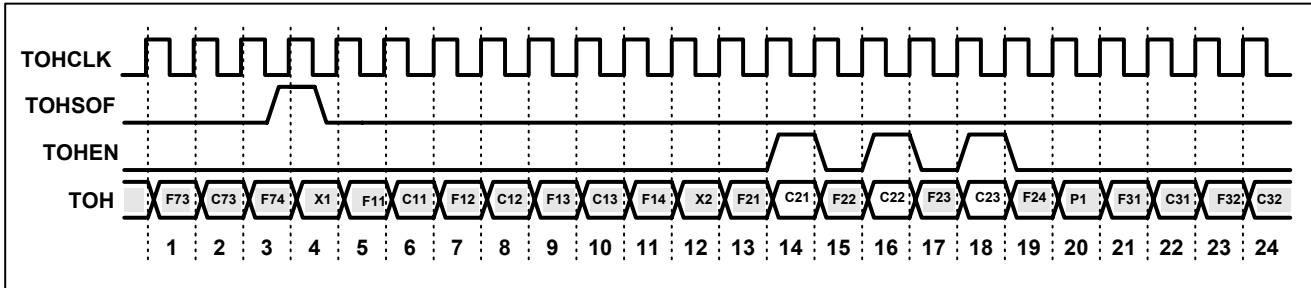 TOHCLK
TOHSOF
TOHEN
TOH F73 C73 F74 X1 F11 C11 F12 C12 F13 C13 F14 X2 F21 C21 F22 C22 F23 C23 F24 P1 F31 C31 F32 C32
1 2 3 4 5 6 7 8 9 10 11 12 13 14 15 16 17 18 19 20 21 22 23 24